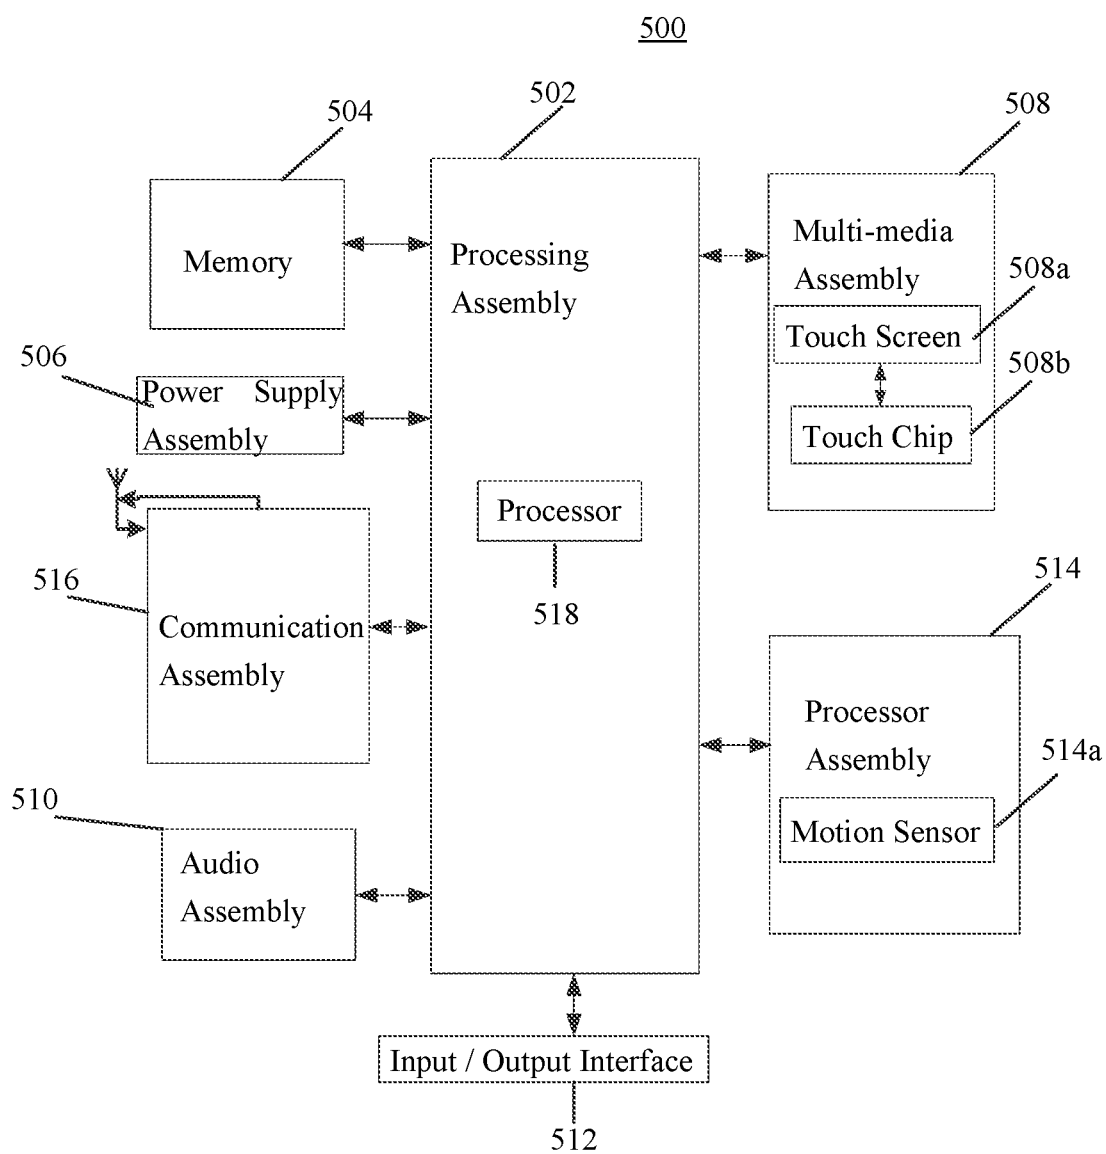 500
502
504
508
Memory
Processing
Assembly
Multi-media
Assembly
508a
Touch Screen
506
508b
Power Supply
Assembly
Touch Chip
Processor
516
514
518
Communication
Assembly
Processor
Assembly
514a
510
Motion Sensor
Audio
Assembly
Input / Output Interface
512